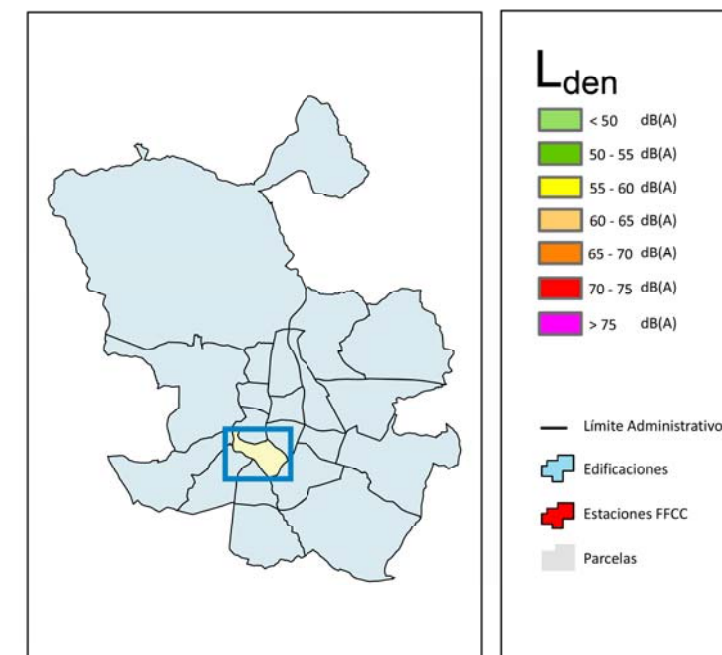 Lden
< 50 dB(A)
50 - 55 dB(A)
55 - 60 dB(A)
60 - 65 dB(A)
65 - 70 dB(A)
70 - 75 dB(A)
> 75 dB(A)
Límite Administrativo
Edificaciones
Estaciones FFCC
Parcelas